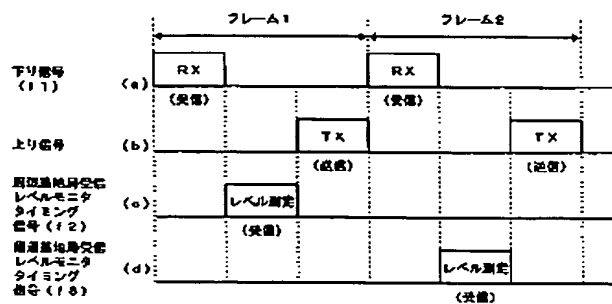 フレーム1 フレーム2
下り信号
(f1)
(a)
RX
RX
(受信)
(受信)
上り信号
(b)
TX
TX
(送信)
(送信)
周辺基地局受信
レベルモニタ
タイミング
信号(f2)
(c)
レベル測定
(受信)
周辺基地局受信
レベルモニタ
タイミング
信号(f3)
(d)
レベル測定
(受信)